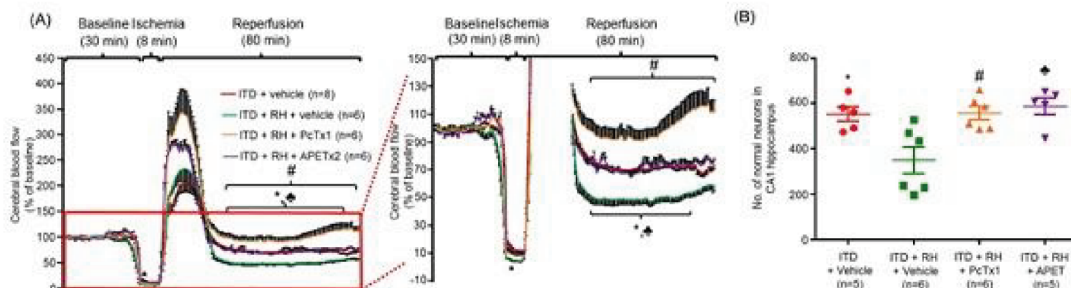 (A)
Baseline Ischemia Reperfusion
(30 min) (8 min) (80 min)
Cerebral blood flow
(% of baseline)
450
400
350
300
250
200
150
100
50
0
ITD + vehicle (n=8)
ITD + RH + vehicle (n=6)
ITD + RH + PcTx1 (n=6)
ITD + RH + APETx2 (n=6)
#
*,♣
*
Baseline Ischemia Reperfusion
(30 min) (8 min) (80 min)
Cerebral blood flow
(% of baseline)
150
130
110
90
70
50
30
10
-10
#
*,♣
*
(B)
No. of normal neurons in
CA1 hippocampus
800
600
400
200
0
*
#
♣
ITD ITD + RH ITD + RH ITD + RH
+ Vehicle + Vehicle + PcTx1 + APET
(n=5) (n=6) (n=6) (n=5)